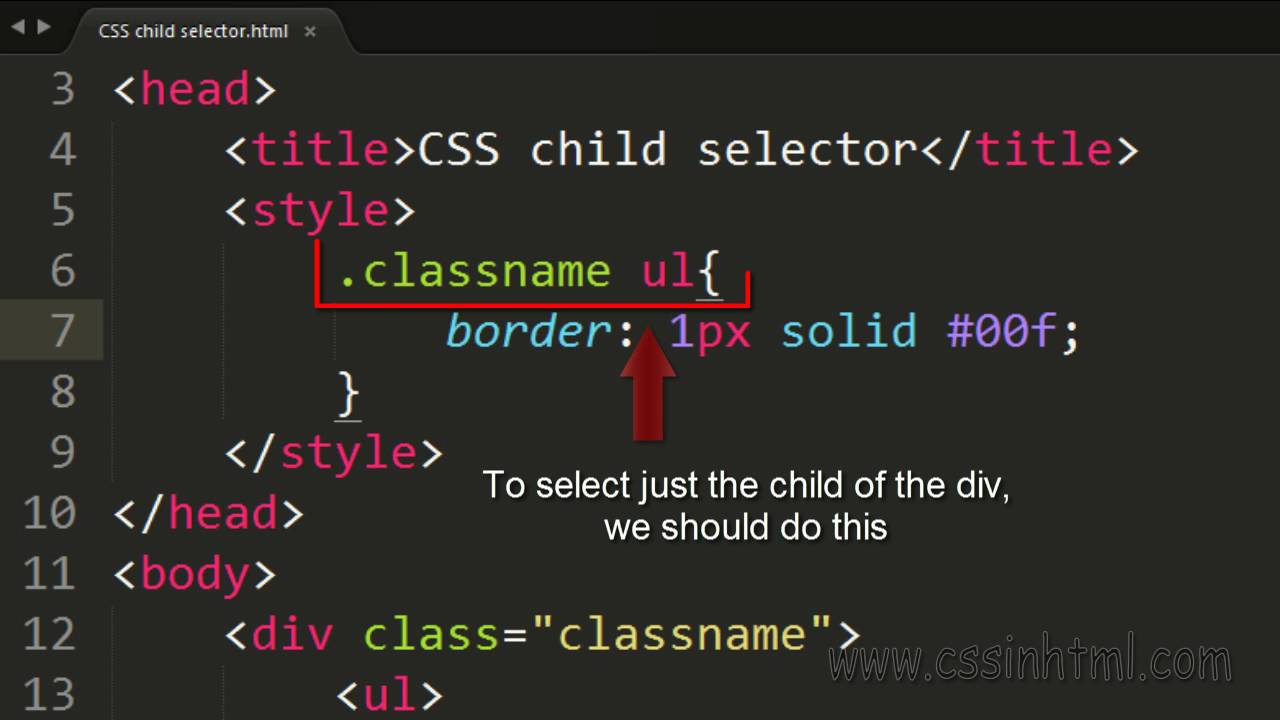 CSS child selector.html ×
3 <head>
4 <title>CSS child selector</title>
5 <style>
6 .classname ul{
7 border: 1px solid #00f;
8 }
9 </style>
To select just the child of the div,
10 </head>
we should do this
11 <body>
12 <div class="classname">
www.cssinhtml.com
13 <ul>